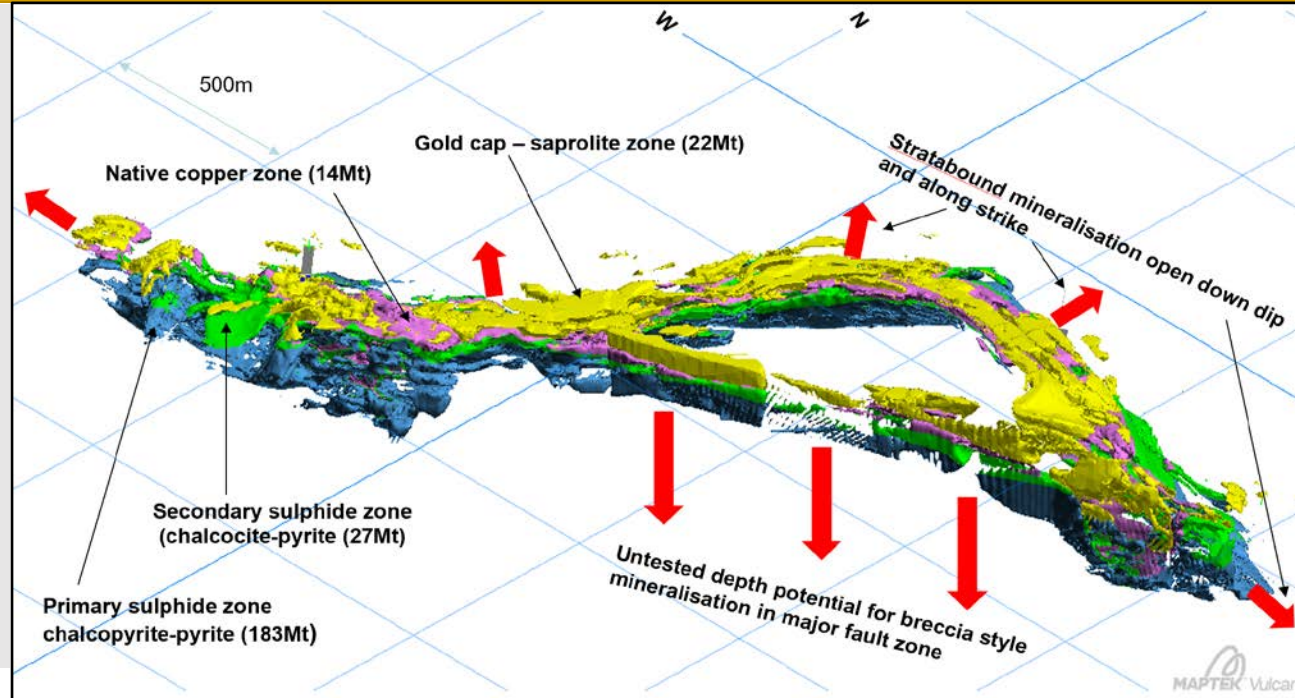 W
N
500m
Gold cap – saprolite zone (22Mt)
Native copper zone (14Mt)
Stratabound mineralisation open down dip
and along strike
Secondary sulphide zone
(chalcocite-pyrite (27Mt)
Primary sulphide zone
chalcopyrite-pyrite (183Mt)
Untested depth potential for breccia style
mineralisation in major fault zone
MAPTEK Vulcan